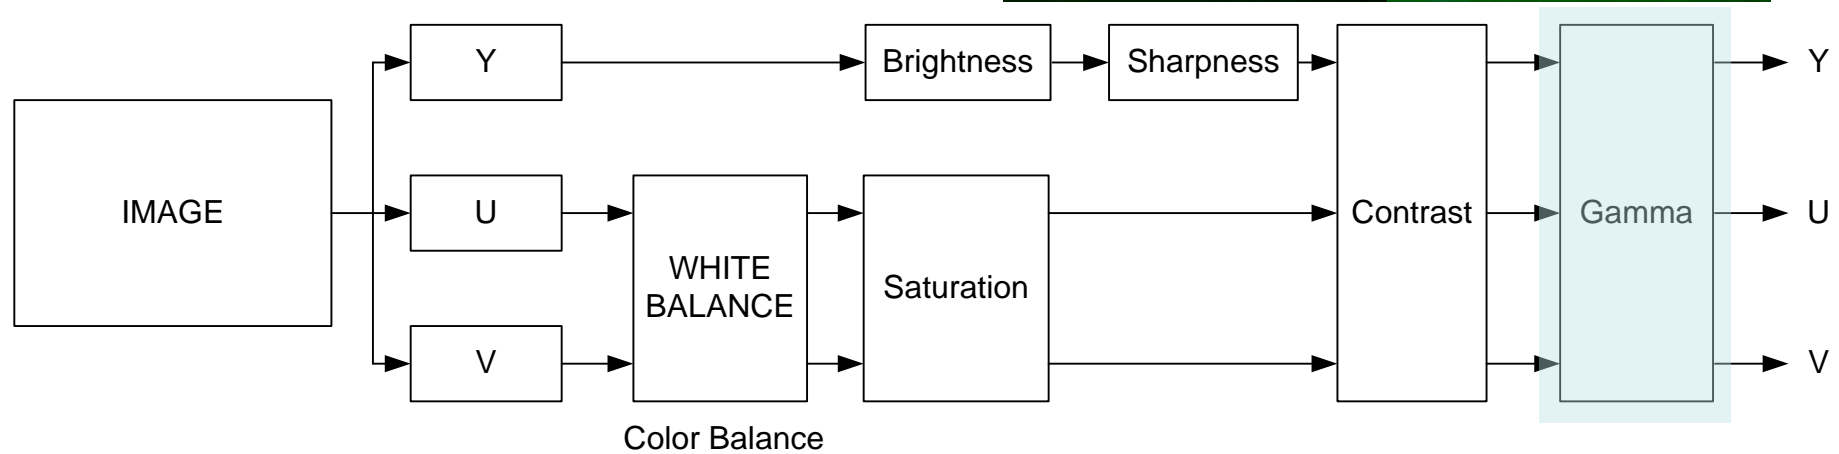 Y
Brightness
Sharpness
Y
IMAGE
U
WHITE
BALANCE
Saturation
Contrast
Gamma
U
V
V
Color Balance